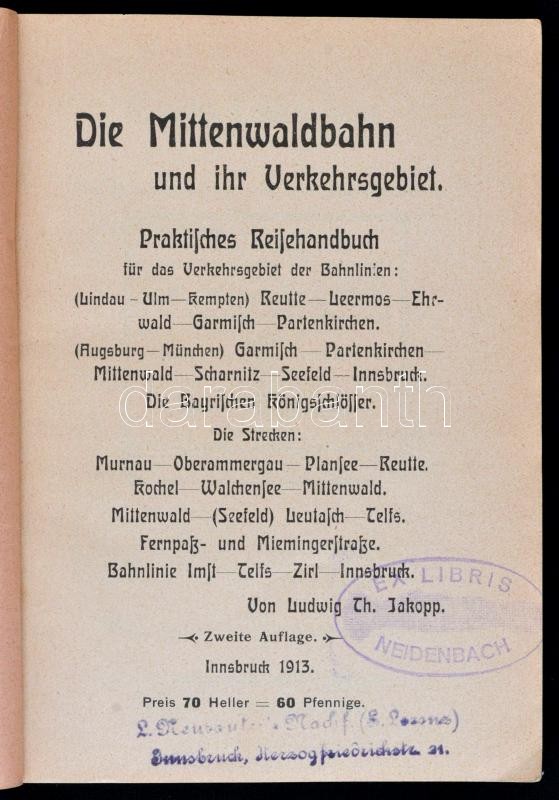 Die Mittenwaldbahn
und ihr Verkehrsgebiet.
Praktiſches Reiſehandbuch
für das Verkehrsgebiet der Bahnlinien:
(Lindau – Ulm — Kempten) Reutte — Leermos — Ehr-
wald — Garmiſch — Partenkirchen.
(Augsburg — München) Garmiſch — Partenkirchen —
Mittenwald — Scharnitz — Seefeld — Innsbruck.
Die Bayriſchen Königsſchlöſſer.
darabanth
Die Strecken:
Murnau — Oberammergau — Planſee — Reutte.
Kochel — Walchenſee — Mittenwald.
Mittenwald — (Seefeld) Leutaſch — Telfs.
Fernpaß- und Miemingerſtraße.
Bahnlinie Imſt — Telfs — Zirl — Innsbruck.
EX LIBRIS
NEIDENBACH
Von Ludwig Th. Jakopp.
Zweite Auflage.
Innsbruck 1913.
Preis 70 Heller = 60 Pfennige.
Nachf.
Innsbruck, Herzogfriedrichstr. 21.